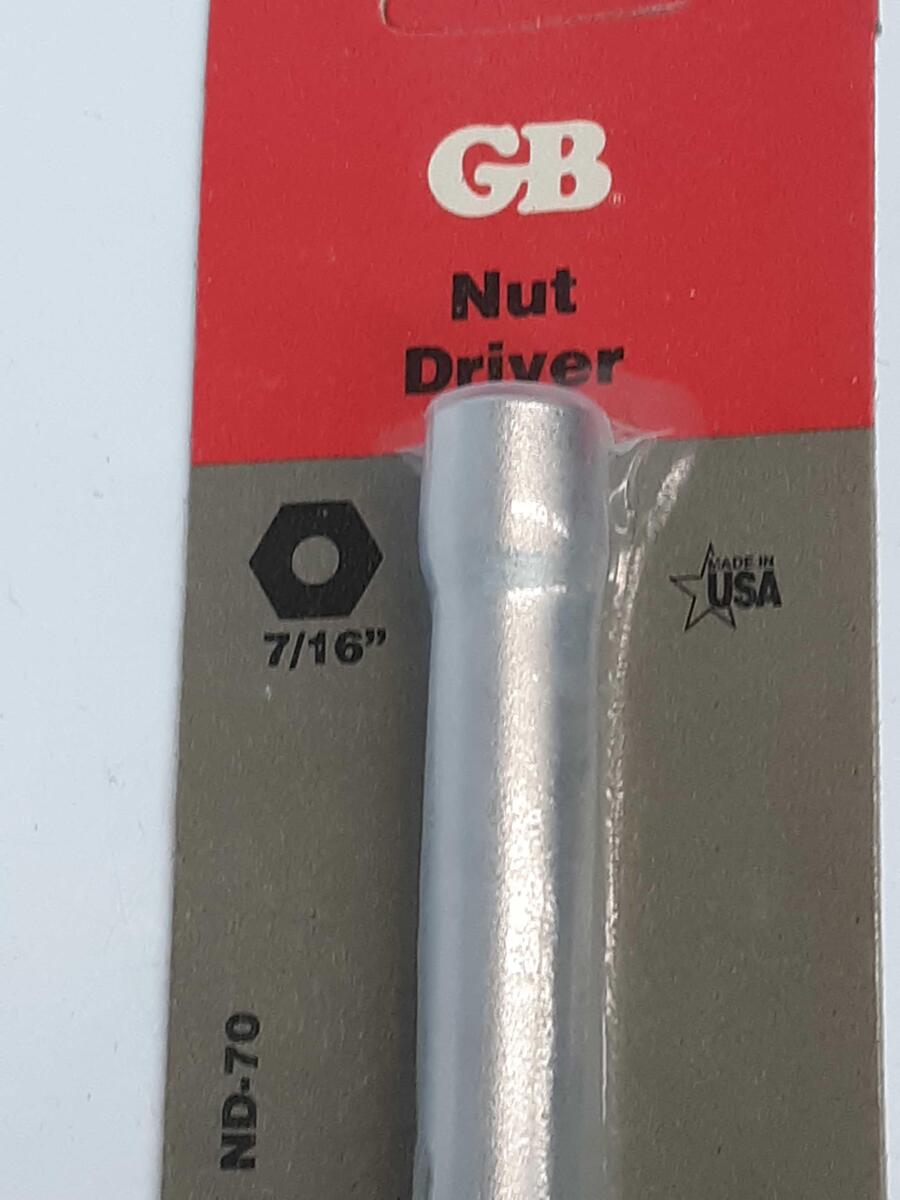 GB®
Nut
Driver
7/16”
MADE IN
USA
ND-70